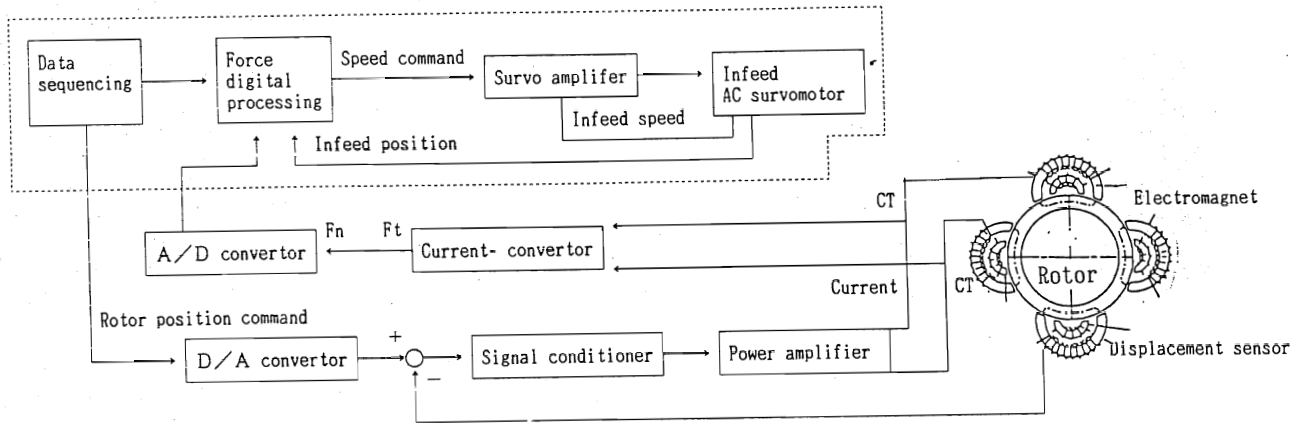 Data
sequencing
Force
digital
processing
Speed command
Survo amplifer
Infeed
AC survomotor
Infeed speed
Infeed position
CT
Electromagnet
A/D convertor
Fn
Ft
Current- convertor
Rotor
CT
Current
Rotor position command
D/A convertor
+
−
Signal conditioner
Power amplifier
Displacement sensor